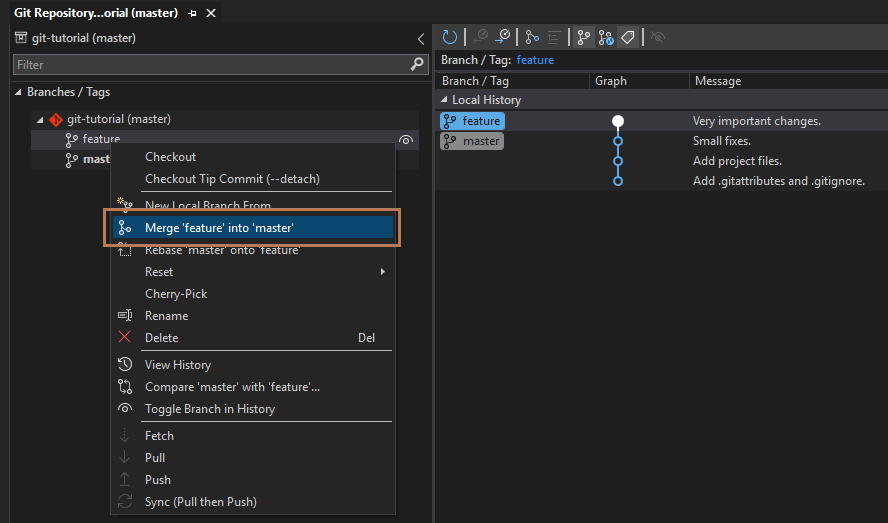 Git Repository...orial (master)
git-tutorial (master)
Filter
Branches / Tags
git-tutorial (master)
feature
mast
Checkout
Checkout Tip Commit (--detach)
New Local Branch From...
Merge 'feature' into 'master'
Rebase 'master' onto 'feature'
Reset
Cherry-Pick
Rename
Delete Del
View History
Compare 'master' with 'feature'...
Toggle Branch in History
Fetch
Pull
Push
Sync (Pull then Push)
Branch / Tag: feature
Branch / Tag Graph Message
Local History
feature Very important changes.
master Small fixes.
Add project files.
Add .gitattributes and .gitignore.